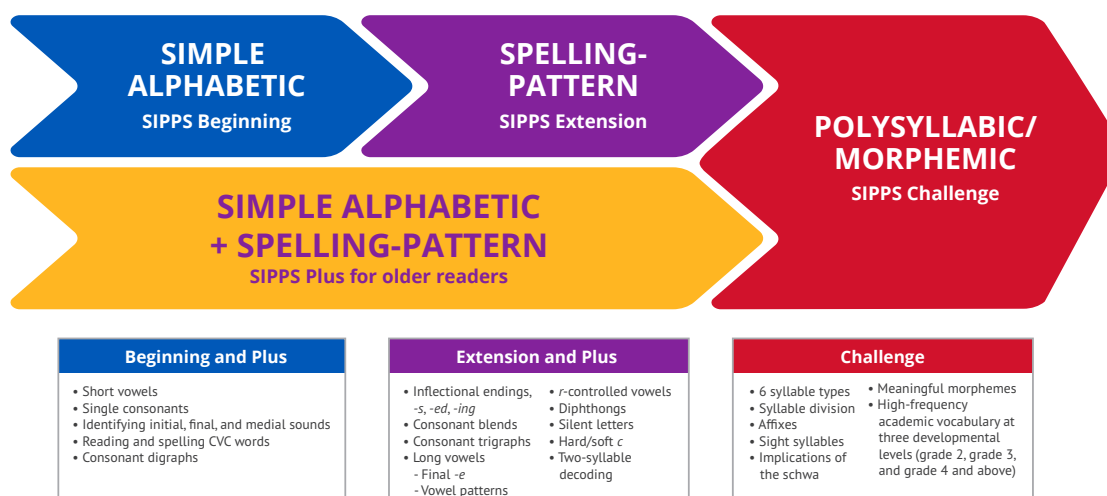 SIMPLE
ALPHABETIC
SIPPS Beginning
SPELLING-
PATTERN
SIPPS Extension
POLYSYLLABIC/
MORPHEMIC
SIPPS Challenge
SIMPLE ALPHABETIC
+ SPELLING-PATTERN
SIPPS Plus for older readers
Beginning and Plus
• Short vowels
• Single consonants
• Identifying initial, final, and medial sounds
• Reading and spelling CVC words
• Consonant digraphs
Extension and Plus
• Inflectional endings,
-s, -ed, -ing
• Consonant blends
• Consonant trigraphs
• Long vowels
- Final -e
- Vowel patterns
• r-controlled vowels
• Diphthongs
• Silent letters
• Hard/soft c
• Two-syllable
decoding
Challenge
• 6 syllable types
• Syllable division
• Affixes
• Sight syllables
• Implications of
the schwa
• Meaningful morphemes
• High-frequency
academic vocabulary at
three developmental
levels (grade 2, grade 3,
and grade 4 and above)